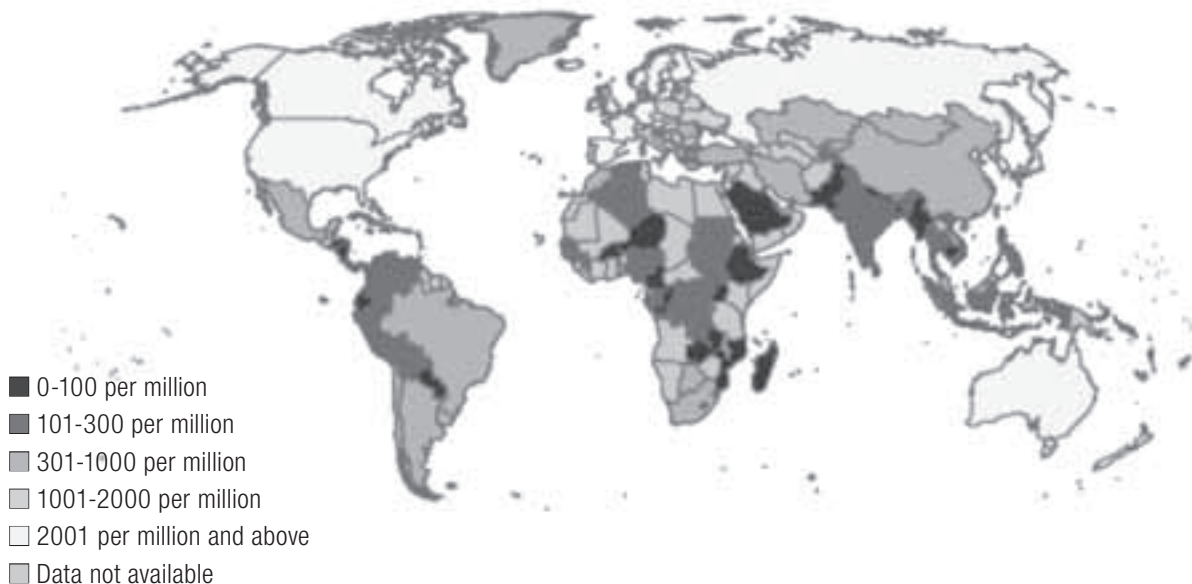 0-100 per million
101-300 per million
301-1000 per million
1001-2000 per million
2001 per million and above
Data not available